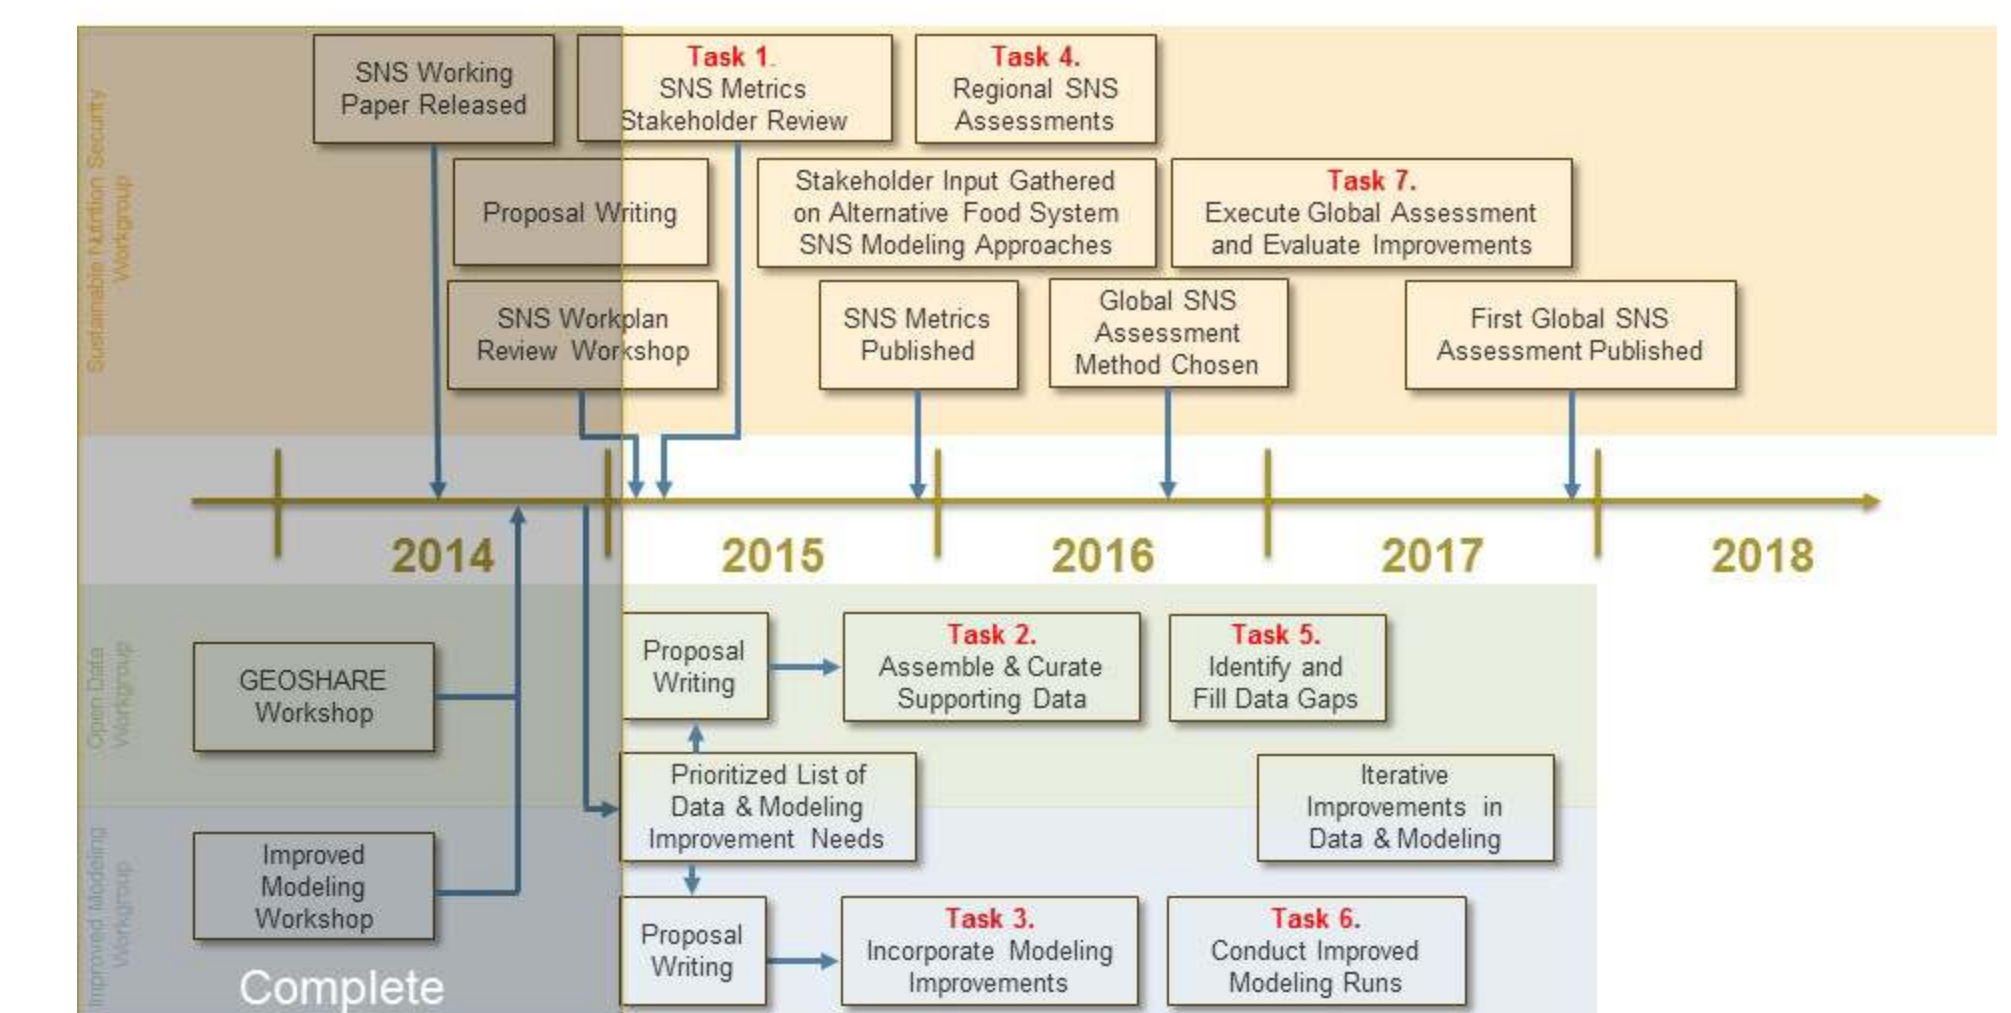 Sustainable Nutrition Security
Workgroup
SNS Working
Paper Released
Task 1.
SNS Metrics
Stakeholder Review
Task 4.
Regional SNS
Assessments
Proposal Writing
Stakeholder Input Gathered
on Alternative Food System
SNS Modeling Approaches
Task 7.
Execute Global Assessment
and Evaluate Improvements
SNS Workplan
Review Workshop
SNS Metrics
Published
Global SNS
Assessment
Method Chosen
First Global SNS
Assessment Published
2014
2015
2016
2017
2018
Open Data
Workgroup
GEOSHARE
Workshop
Proposal
Writing
Task 2.
Assemble & Curate
Supporting Data
Task 5.
Identify and
Fill Data Gaps
Prioritized List of
Data & Modeling
Improvement Needs
Iterative
Improvements in
Data & Modeling
Improved Modeling
Workgroup
Improved
Modeling
Workshop
Proposal
Writing
Task 3.
Incorporate Modeling
Improvements
Task 6.
Conduct Improved
Modeling Runs
Complete